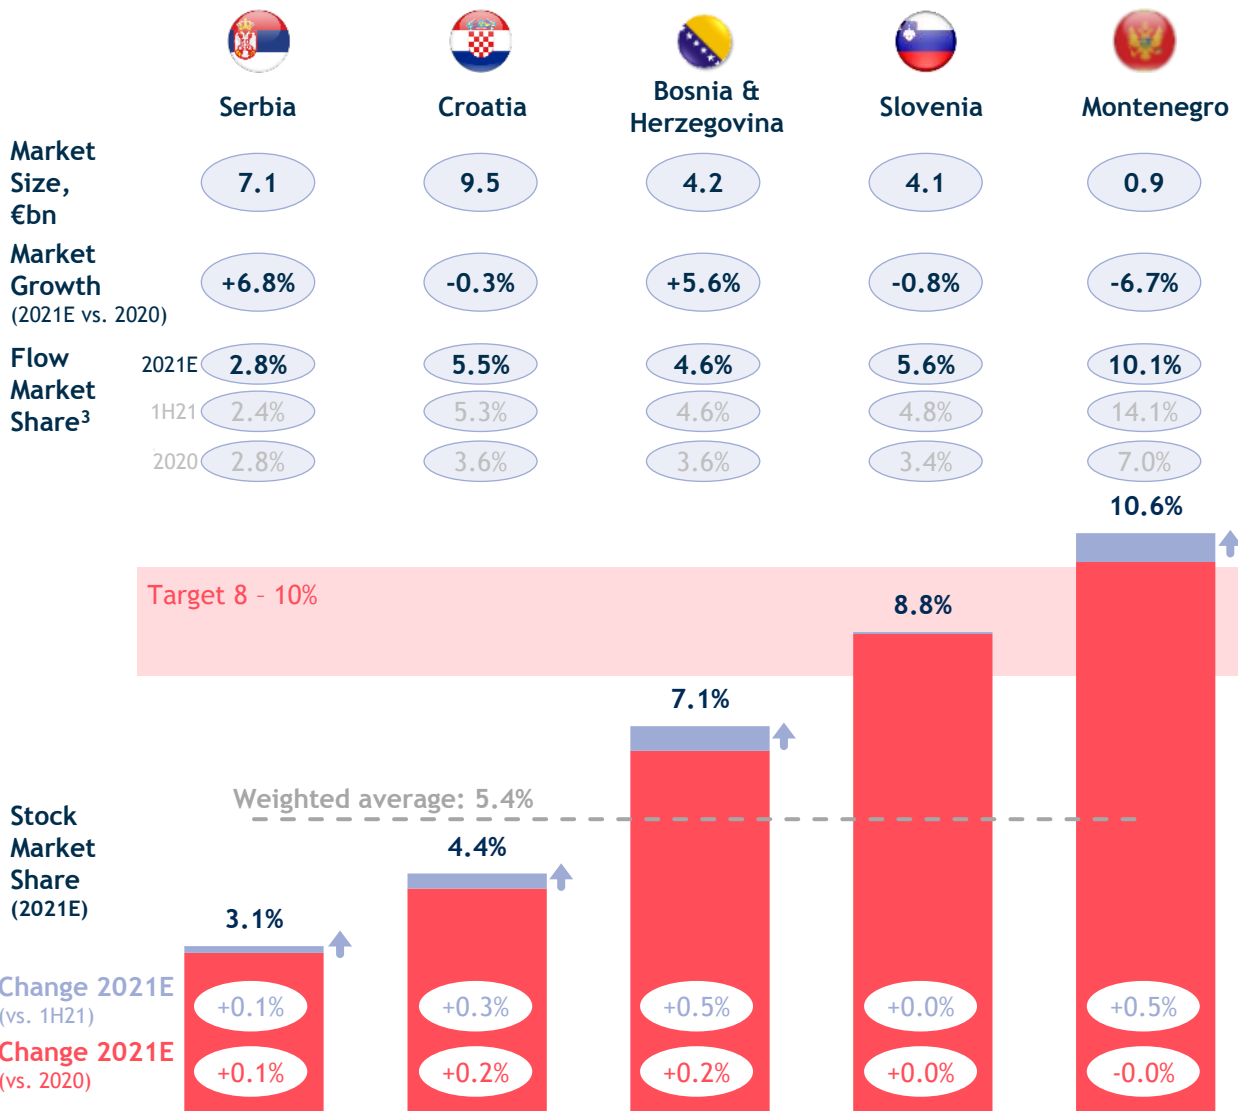 Serbia
Croatia
Bosnia &
Herzegovina
Slovenia
Montenegro
Market
Size,
€bn
7.1
9.5
4.2
4.1
0.9
Market
Growth
(2021E vs. 2020)
+6.8%
-0.3%
+5.6%
-0.8%
-6.7%
Flow
Market
Share³
2021E
2.8%
5.5%
4.6%
5.6%
10.1%
1H21
2.4%
5.3%
4.6%
4.8%
14.1%
2020
2.8%
3.6%
3.6%
3.4%
7.0%
10.6%
Target 8 – 10%
8.8%
7.1%
Weighted average: 5.4%
4.4%
3.1%
Stock
Market
Share
(2021E)
Change 2021E
(vs. 1H21)
+0.1%
+0.3%
+0.5%
+0.0%
+0.5%
Change 2021E
(vs. 2020)
+0.1%
+0.2%
+0.2%
+0.0%
-0.0%